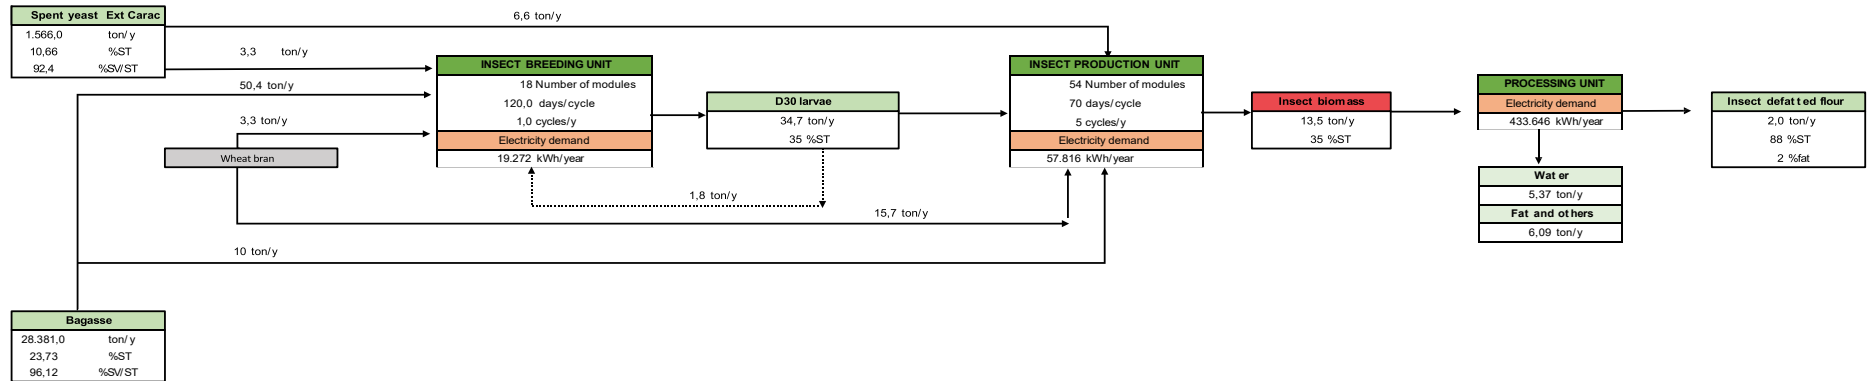 Spent yeast Ext Carac
1.566,0 ton/y
10,66 %ST
92,4 %SV/ST
6,6 ton/y
3,3 ton/y
50,4 ton/y
3,3 ton/y
Wheat bran
INSECT BREEDING UNIT
18 Number of modules
120,0 days/cycle
1,0 cycles/y
Electricity demand
19.272 kWh/year
D30 larvae
34,7 ton/y
35 %ST
1,8 ton/y
15,7 ton/y
10 ton/y
INSECT PRODUCTION UNIT
54 Number of modules
70 days/cycle
5 cycles/y
Electricity demand
57.816 kWh/year
Insect biomass
13,5 ton/y
35 %ST
PROCESSING UNIT
Electricity demand
433.646 kWh/year
Water
5,37 ton/y
Fat and others
6,09 ton/y
Insect defatted flour
2,0 ton/y
88 %ST
2 %fat
Bagasse
28.381,0 ton/y
23,73 %ST
96,12 %SV/ST